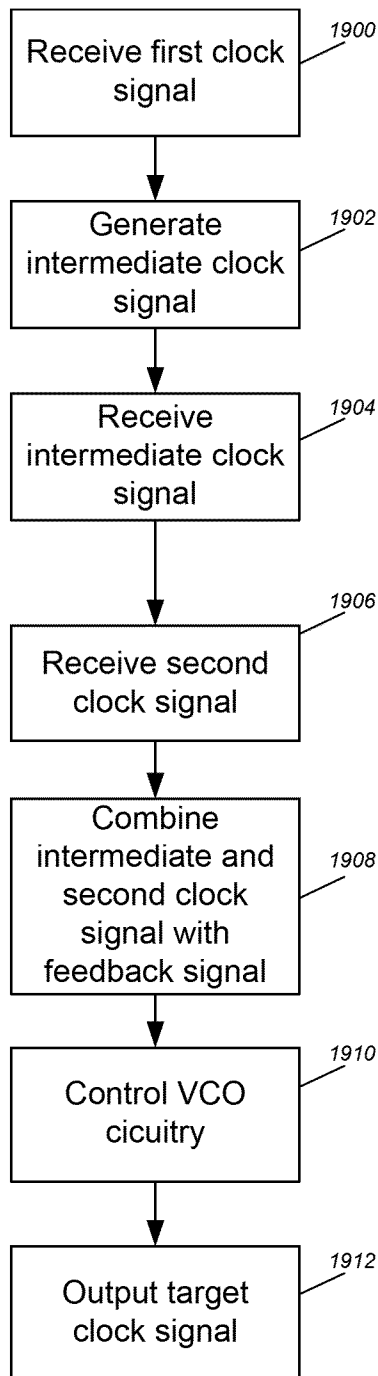 Receive first clock
signal
1900
Generate
intermediate clock
signal
1902
Receive
intermediate clock
signal
1904
Receive second
clock signal
1906
Combine
intermediate and
second clock
signal with
feedback signal
1908
Control VCO
cicuitry
1910
Output target
clock signal
1912